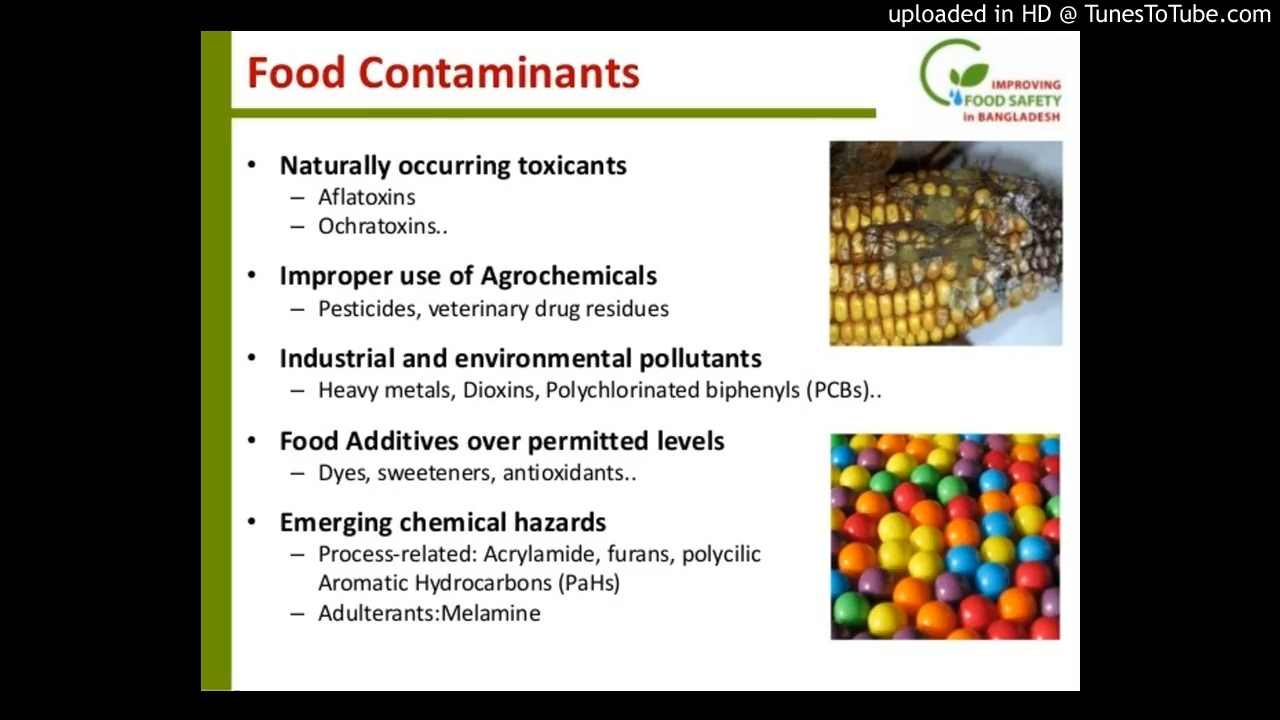 uploaded in HD @ TunesToTube.com
Food Contaminants
IMPROVING
FOOD SAFETY
in BANGLADESH
• Naturally occurring toxicants
– Aflatoxins
– Ochratoxins..
• Improper use of Agrochemicals
– Pesticides, veterinary drug residues
• Industrial and environmental pollutants
– Heavy metals, Dioxins, Polychlorinated biphenyls (PCBs)..
• Food Additives over permitted levels
– Dyes, sweeteners, antioxidants..
• Emerging chemical hazards
– Process-related: Acrylamide, furans, polycilic
Aromatic Hydrocarbons (PaHs)
– Adulterants:Melamine